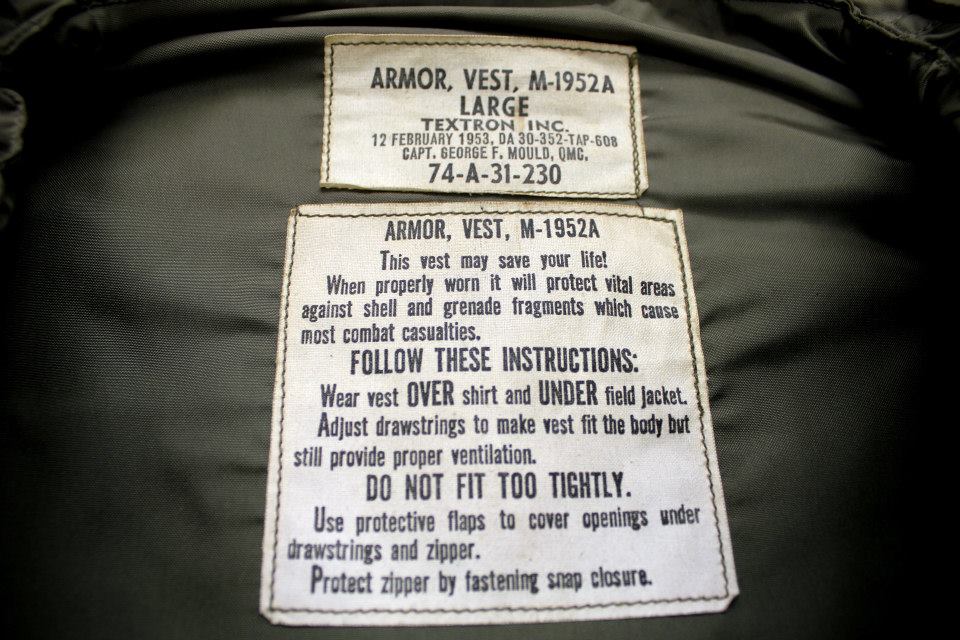 ARMOR, VEST, M-1952A
LARGE
TEXTRON INC.
12 FEBRUARY 1953, DA 30-352-TAP-608
CAPT. GEORGE F. MOULD, QMC,
74-A-31-230
ARMOR, VEST, M-1952A
This vest may save your life!
When properly worn it will protect vital areas
against shell and grenade fragments which cause
most combat casualties.
FOLLOW THESE INSTRUCTIONS:
Wear vest OVER shirt and UNDER field jacket.
Adjust drawstrings to make vest fit the body but
still provide proper ventilation.
DO NOT FIT TOO TIGHTLY.
Use protective flaps to cover openings under
drawstrings and zipper.
Protect zipper by fastening snap closure.